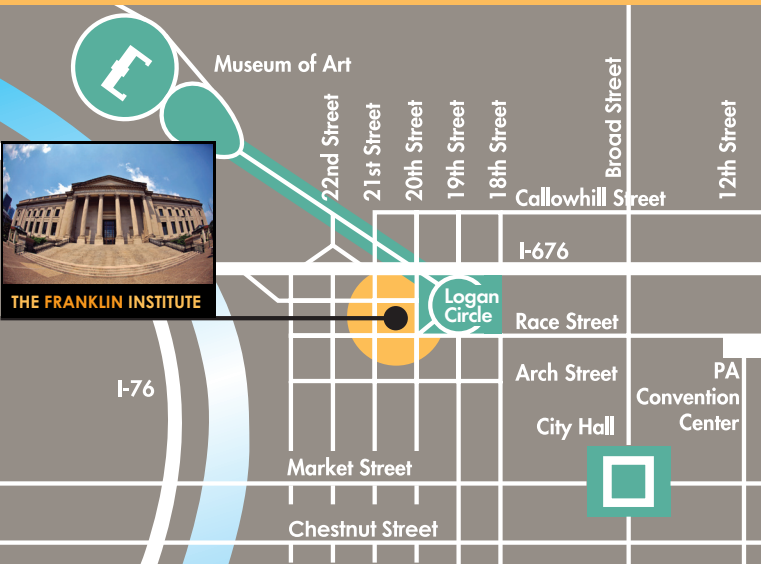 Museum of Art
22nd Street
21st Street
20th Street
19th Street
18th Street
Broad Street
12th Street
Callowhill Street
I-676
THE FRANKLIN INSTITUTE
Logan
Circle
Race Street
I-76
Arch Street
PA
Convention
Center
City Hall
Market Street
Chestnut Street